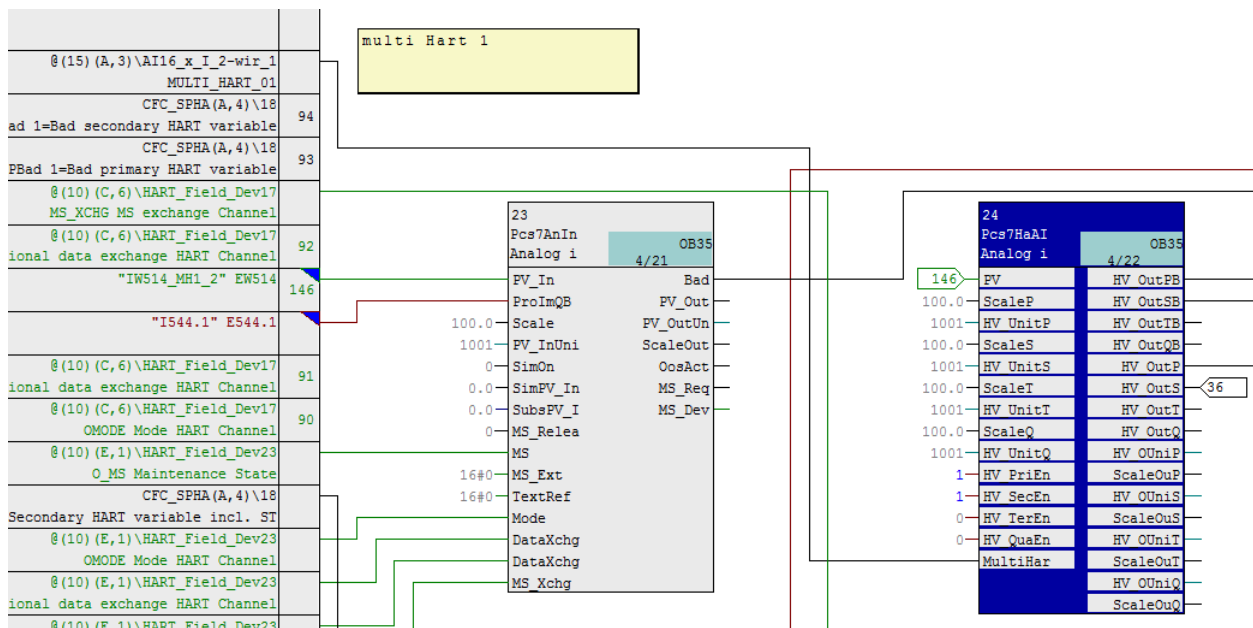 @(15)(A,3)\AI16_x_I_2-wir_1
MULTI_HART_01
CFC_SPHA(A,4)\18
94
ad 1=Bad secondary HART variable
CFC_SPHA(A,4)\18
93
PBad 1=Bad primary HART variable
@(10)(C,6)\HART_Field_Dev17
MS_XCHG MS exchange Channel
@(10)(C,6)\HART_Field_Dev17
92
ional data exchange HART Channel
"IW514_MH1_2" EW514
146
"I544.1" E544.1
@(10)(C,6)\HART_Field_Dev17
91
ional data exchange HART Channel
@(10)(C,6)\HART_Field_Dev17
90
OMODE Mode HART Channel
@(10)(E,1)\HART_Field_Dev23
O_MS Maintenance State
CFC_SPHA(A,4)\18
Secondary HART variable incl. ST
@(10)(E,1)\HART_Field_Dev23
OMODE Mode HART Channel
@(10)(E,1)\HART_Field_Dev23
ional data exchange HART Channel
@(10)(E,1)\HART_Field_Dev23
multi Hart 1
23
Pcs7AnIn
Analog i
OB35
4/21
PV_In Bad
ProImQB PV_Out
100.0 Scale PV_OutUn
1001 PV_InUni ScaleOut
0 SimOn OosAct
0.0 SimPV_In MS_Req
0.0 SubsPV_I MS_Dev
0 MS_Relea
MS
16#0 MS_Ext
16#0 TextRef
Mode
DataXchg
DataXchg
MS_Xchg
24
Pcs7HaAI
Analog i
OB35
4/22
146 PV HV_OutPB
100.0 ScaleP HV_OutSB
1001 HV_UnitP HV_OutTB
100.0 ScaleS HV_OutQB
1001 HV_UnitS HV_OutP
100.0 ScaleT HV_OutS 36
1001 HV_UnitT HV_OutT
100.0 ScaleQ HV_OutQ
1001 HV_UnitQ HV_OUniP
1 HV_PriEn ScaleOuP
1 HV_SecEn HV_OUniS
0 HV_TerEn ScaleOuS
0 HV_QuaEn HV_OUniT
MultiHar ScaleOuT
HV_OUniQ
ScaleOuQ